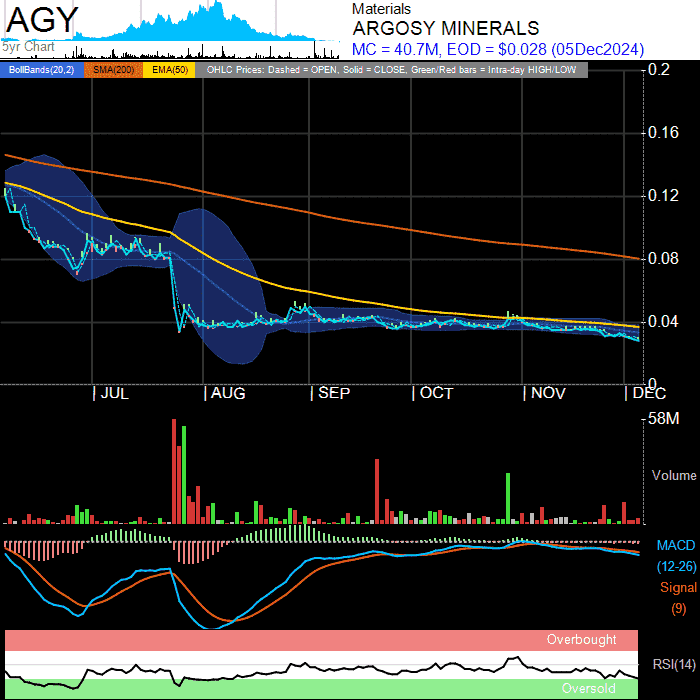 AGY
5yr Chart
Materials
ARGOSY MINERALS
MC = 40.7M, EOD = $0.028 (05Dec2024)
BollBands(20,2) SMA(200) EMA(50) OHLC Prices: Dashed = OPEN, Solid = CLOSE, Green/Red bars = Intra-day HIGH/LOW
0.2
0.16
0.12
0.08
0.04
0
JUL AUG SEP OCT NOV DEC
58M
Volume
MACD
(12-26)
Signal
(9)
Overbought
RSI(14)
Oversold